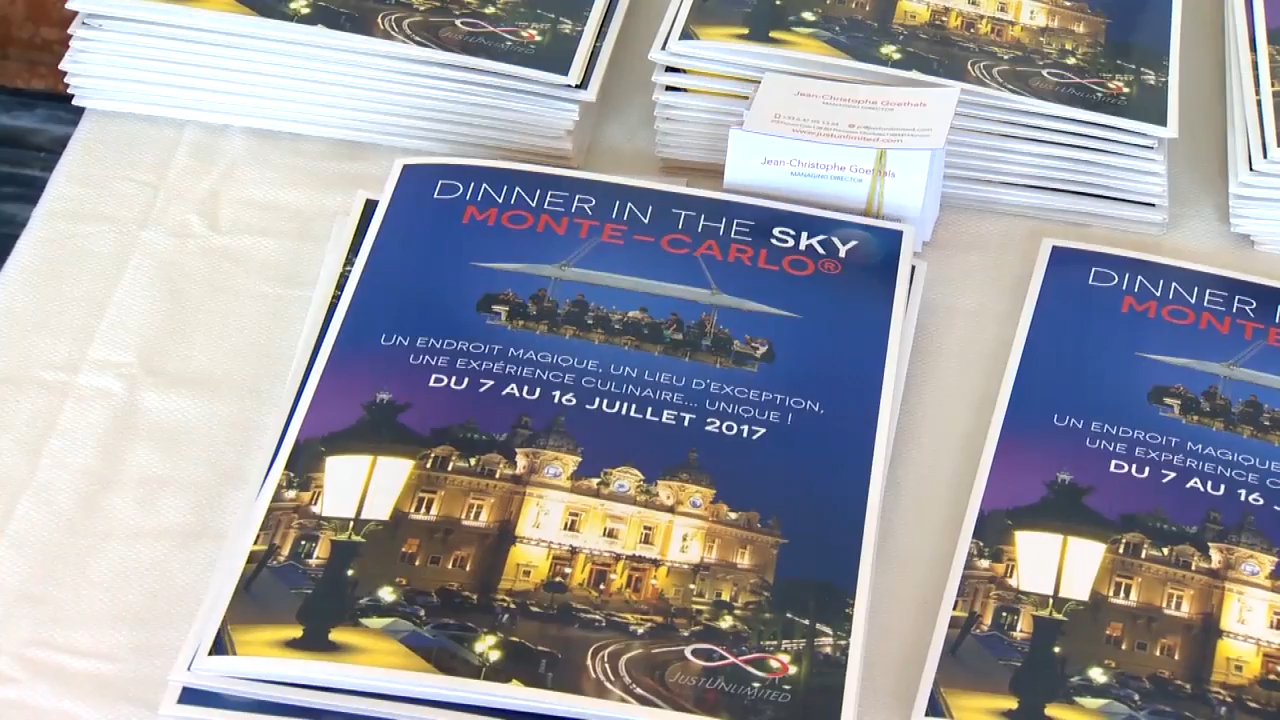 JUSTUNLIMITED
JUSTUNLIMITED
Jean-Christophe Goethals
MANAGING DIRECTOR
www.justunlimited.com
Jean-Christophe Goethals
MANAGING DIRECTOR
DINNER IN THE SKY
MONTE-CARLO®
UN ENDROIT MAGIQUE, UN LIEU D'EXCEPTION,
UNE EXPÉRIENCE CULINAIRE... UNIQUE !
DU 7 AU 16 JUILLET 2017
JUSTUNLIMITED
DINNER
MONTE
UN ENDROIT MAGIQUE
UNE EXPÉRIENCE
DU 7 AU 16